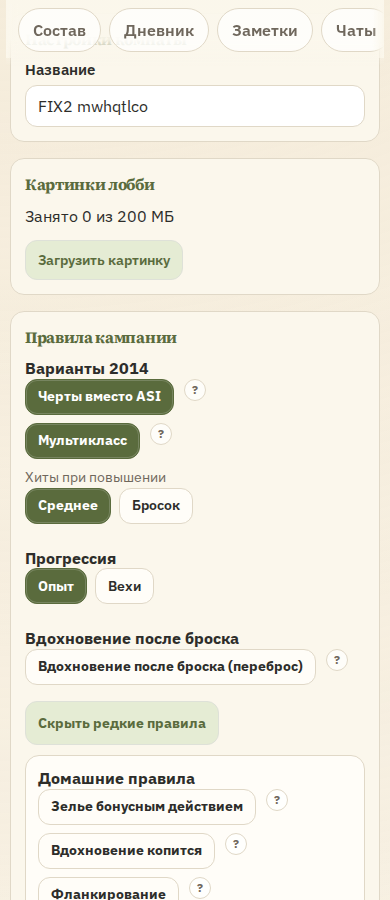 Состав Дневник Заметки Чаты
Название
FIX2 mwhqtlco
Картинки лобби
Занято 0 из 200 МБ
Загрузить картинку
Правила кампании
Варианты 2014
Черты вместо ASI ?
Мультикласс ?
Хиты при повышении
Среднее Бросок
Прогрессия
Опыт Вехи
Вдохновение после броска
Вдохновение после броска (переброс) ?
Скрыть редкие правила
Домашние правила
Зелье бонусным действием ?
Вдохновение копится ?
Фланкирование ?